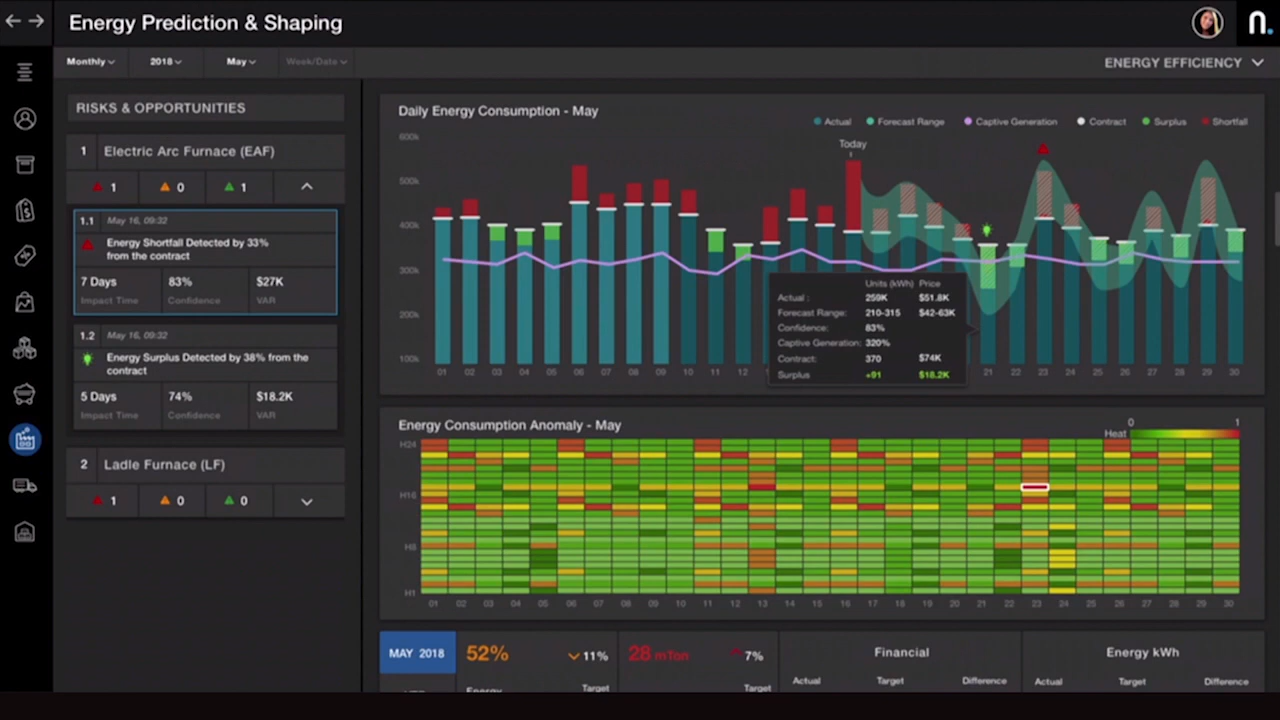 Energy Prediction & Shaping
n.
Monthly 2018 May Week/Date
ENERGY EFFICIENCY
RISKS & OPPORTUNITIES
1 Electric Arc Furnace (EAF)
1 0 1
1.1 May 16, 09:32
Energy Shortfall Detected by 33%
from the contract
7 Days 83% $27K
Impact Time Confidence VAR
1.2 May 16, 09:32
Energy Surplus Detected by 38% from the
contract
5 Days 74% $18.2K
Impact Time Confidence VAR
2 Ladle Furnace (LF)
1 0 0
Daily Energy Consumption - May
Actual Forecast Range Captive Generation Contract Surplus Shortfall
Today
600k
500k
400k
300k
200k
100k
01 02 03 04 05 06 07 08 09 10 11 12 21 22 23 24 25 26 27 28 29 30
Units (kWh) Price
Actual : 259K $51.8K
Forecast Range: 210-315 $42-63K
Confidence: 83%
Captive Generation: 320%
Contract: 370 $74K
Surplus +91 $18.2K
Energy Consumption Anomaly - May
Heat 0 1
H24
H16
H8
H1
01 02 03 04 05 06 07 08 09 10 11 12 13 14 15 16 17 18 19 20 21 22 23 24 25 26 27 28 29 30
MAY 2018 52% 11% 28 mTon 7% Financial Energy kWh
Energy Target Target Actual Target Difference Actual Target Difference